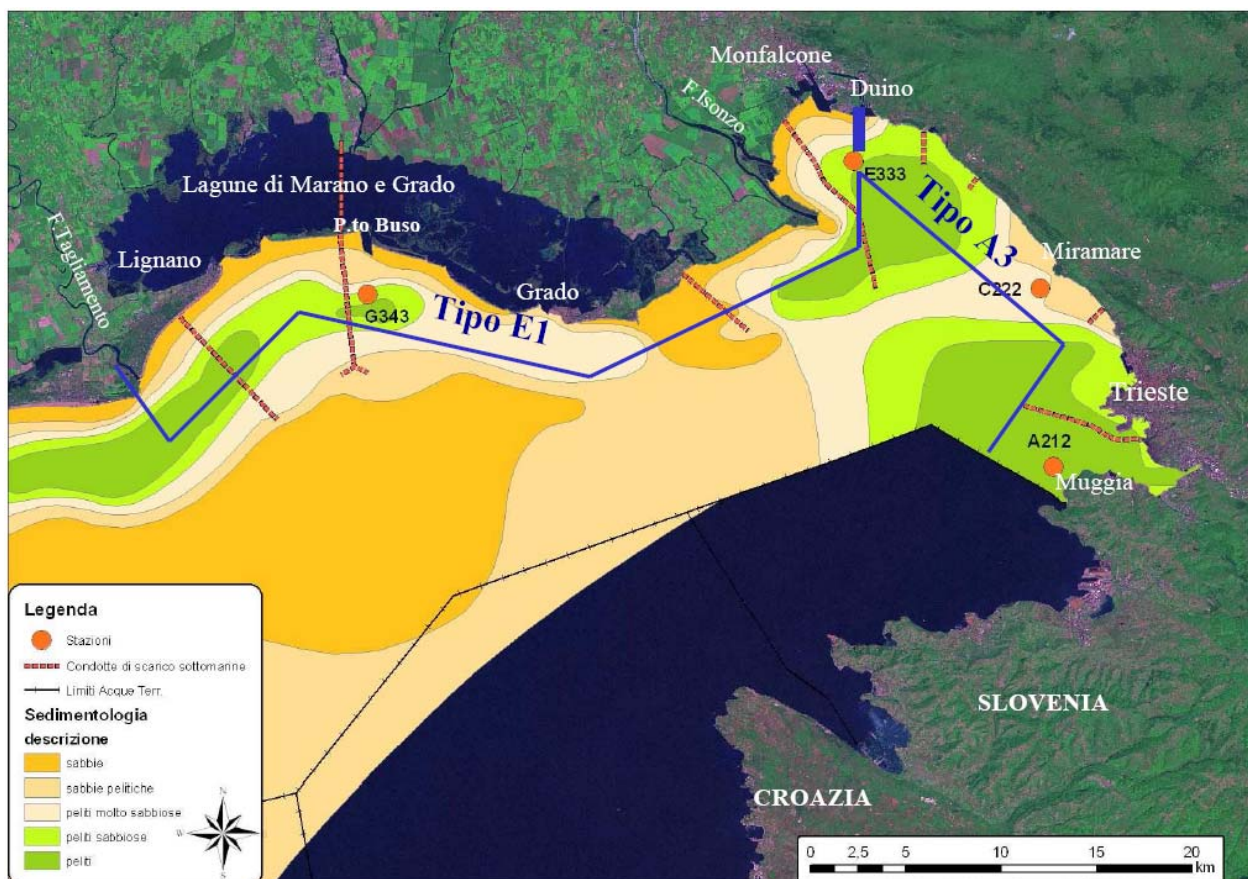 Monfalcone
Duino
F.Isonzo
E333
Tipo A3
Lagune di Marano e Grado
P.to Buso
F.Tagliamento
Lignano
Miramare
C222
Grado
G343
Tipo E1
Trieste
A212
Muggia
SLOVENIA
CROAZIA
Legenda
Stazioni
Condotte di scarico sottomarine
Limiti Acque Terr.
Sedimentologia
descrizione
sabbie
sabbie pelitiche
peliti molto sabbiose
peliti sabbiose
peliti
N
W
E
S
0 2,5 5 10 15 20
km